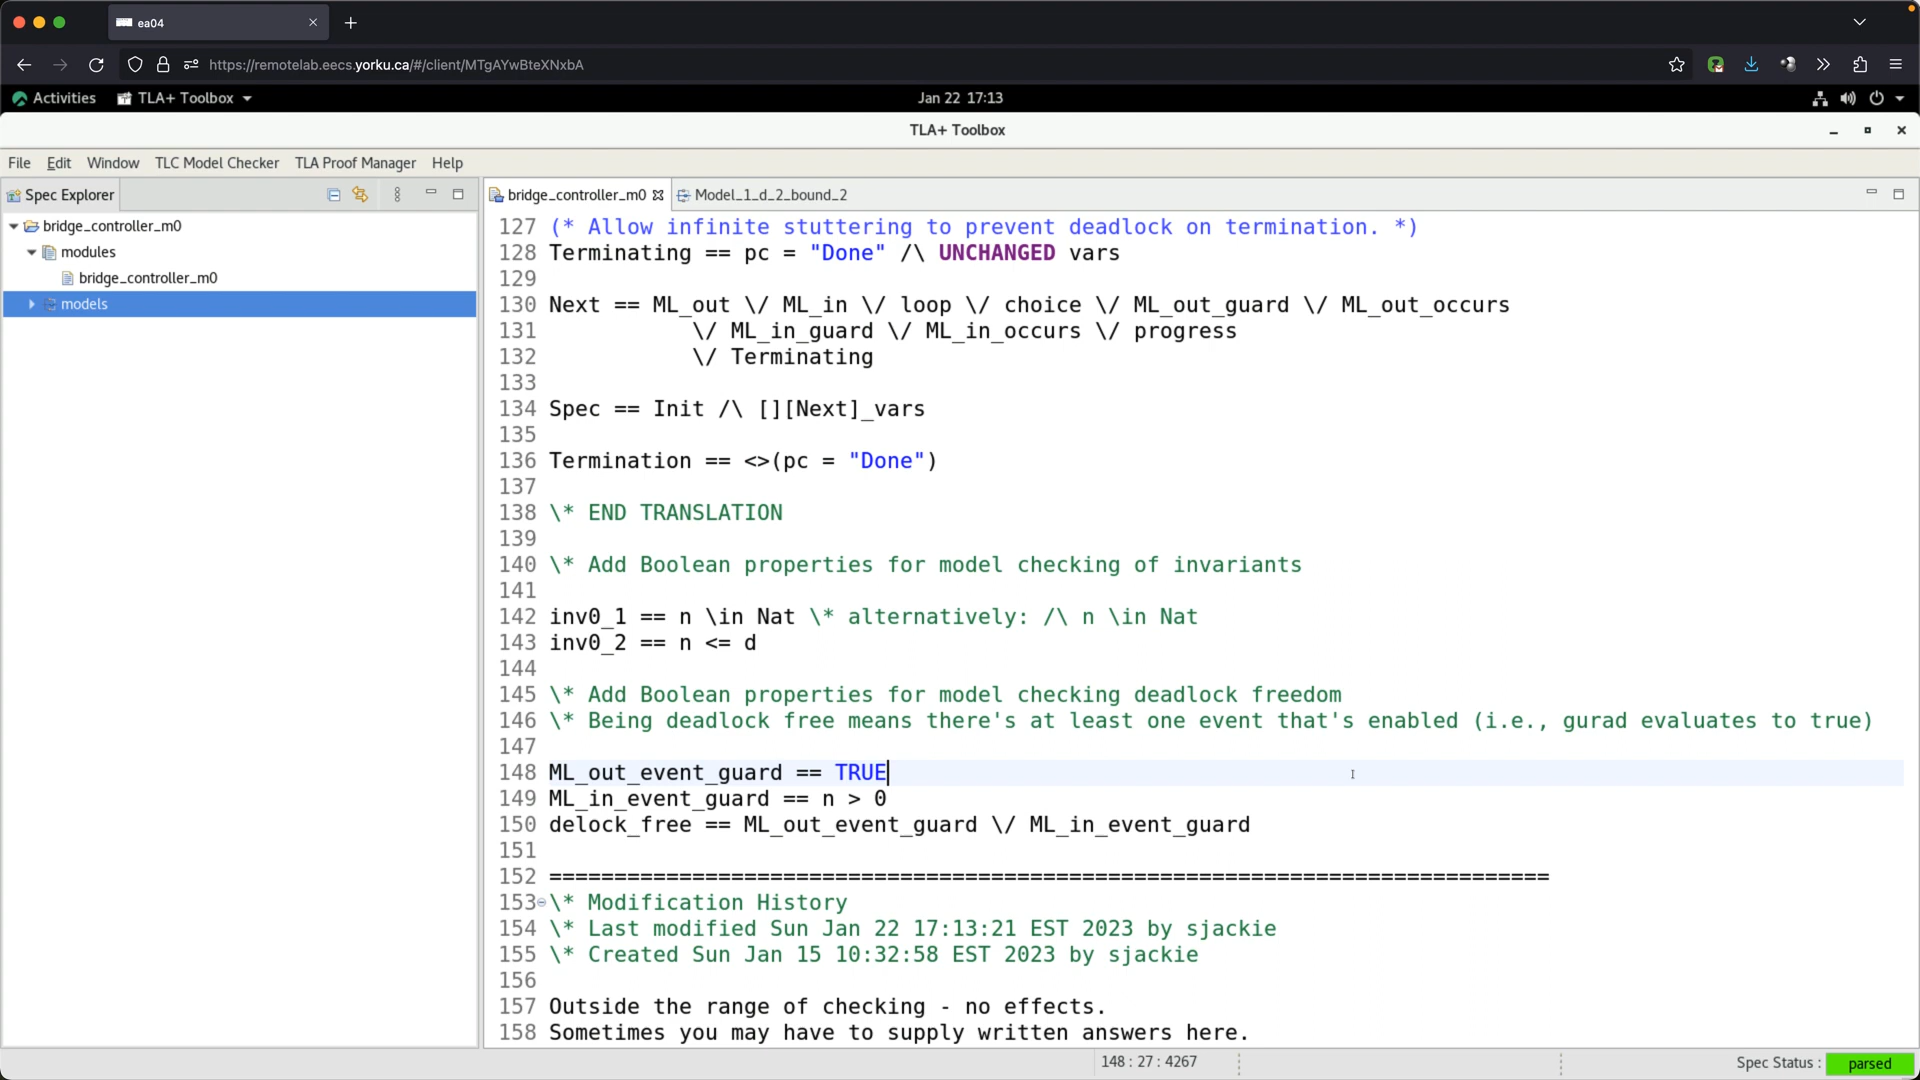 ea04
https://remotelab.eecs.yorku.ca/#/client/MTgAYwBteXNxbA
Activities TLA+ Toolbox Jan 22 17:13
TLA+ Toolbox
File Edit Window TLC Model Checker TLA Proof Manager Help
Spec Explorer
bridge_controller_m0
modules
bridge_controller_m0
models
bridge_controller_m0 Model_1_d_2_bound_2
127 (* Allow infinite stuttering to prevent deadlock on termination. *)
128 Terminating == pc = "Done" /\ UNCHANGED vars
129
130 Next == ML_out \/ ML_in \/ loop \/ choice \/ ML_out_guard \/ ML_out_occurs
131 \/ ML_in_guard \/ ML_in_occurs \/ progress
132 \/ Terminating
133
134 Spec == Init /\ [][Next]_vars
135
136 Termination == <>(pc = "Done")
137
138 \* END TRANSLATION
139
140 \* Add Boolean properties for model checking of invariants
141
142 inv0_1 == n \in Nat \* alternatively: /\ n \in Nat
143 inv0_2 == n <= d
144
145 \* Add Boolean properties for model checking deadlock freedom
146 \* Being deadlock free means there's at least one event that's enabled (i.e., gurad evaluates to true)
147
148 ML_out_event_guard == TRUE
149 ML_in_event_guard == n > 0
150 delock_free == ML_out_event_guard \/ ML_in_event_guard
151
152 =============================================================================
153 \* Modification History
154 \* Last modified Sun Jan 22 17:13:21 EST 2023 by sjackie
155 \* Created Sun Jan 15 10:32:58 EST 2023 by sjackie
156
157 Outside the range of checking - no effects.
158 Sometimes you may have to supply written answers here.
148 : 27 : 4267 Spec Status : parsed